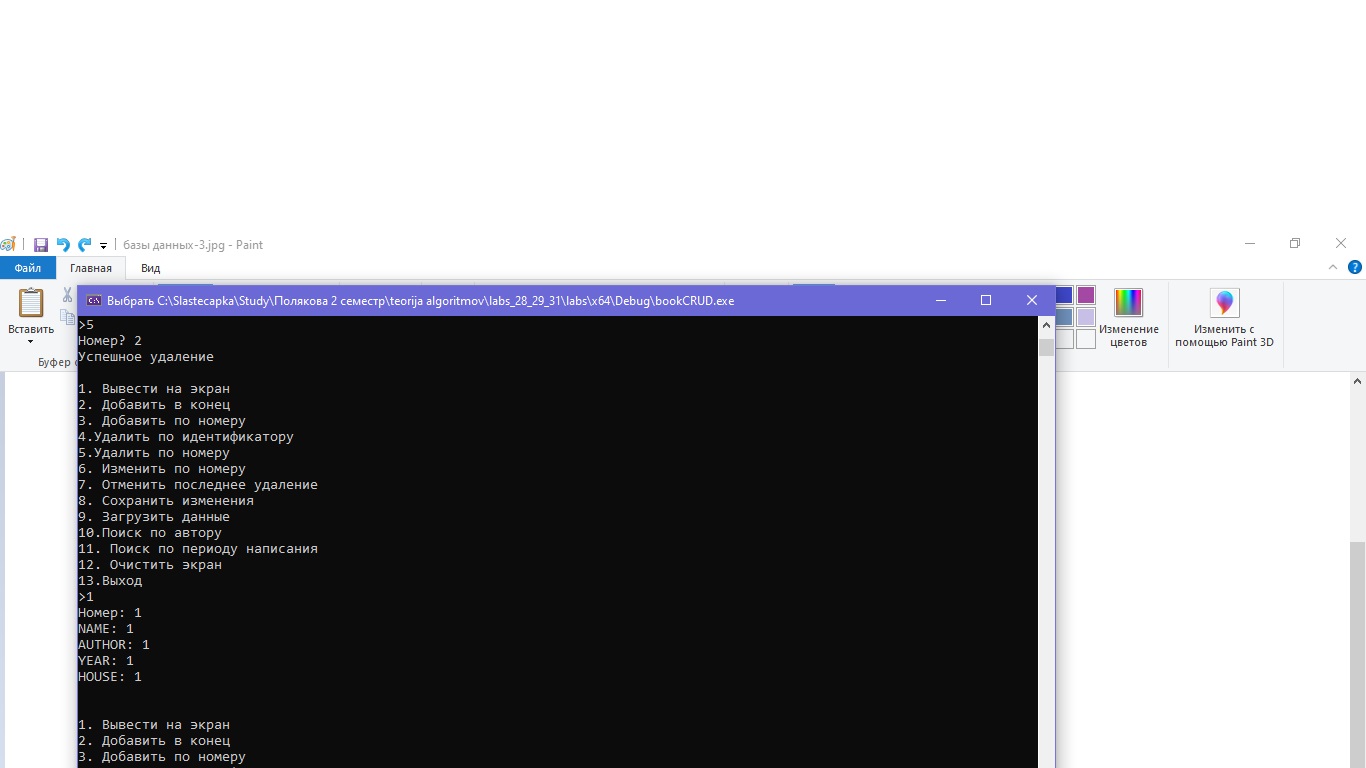 базы данных-3.jpg - Paint
Файл
Главная
Вид
Вставить
Буфер
Изменение цветов
Изменить с помощью Paint 3D
Выбрать C:\Slastecapka\Study\Полякова 2 семестр\teorija algoritmov\labs_28_29_31\labs\x64\Debug\bookCRUD.exe
>5
Номер? 2
Успешное удаление
1. Вывести на экран
2. Добавить в конец
3. Добавить по номеру
4.Удалить по идентификатору
5.Удалить по номеру
6. Изменить по номеру
7. Отменить последнее удаление
8. Сохранить изменения
9. Загрузить данные
10.Поиск по автору
11. Поиск по периоду написания
12. Очистить экран
13.Выход
>1
Номер: 1
NAME: 1
AUTHOR: 1
YEAR: 1
HOUSE: 1
1. Вывести на экран
2. Добавить в конец
3. Добавить по номеру